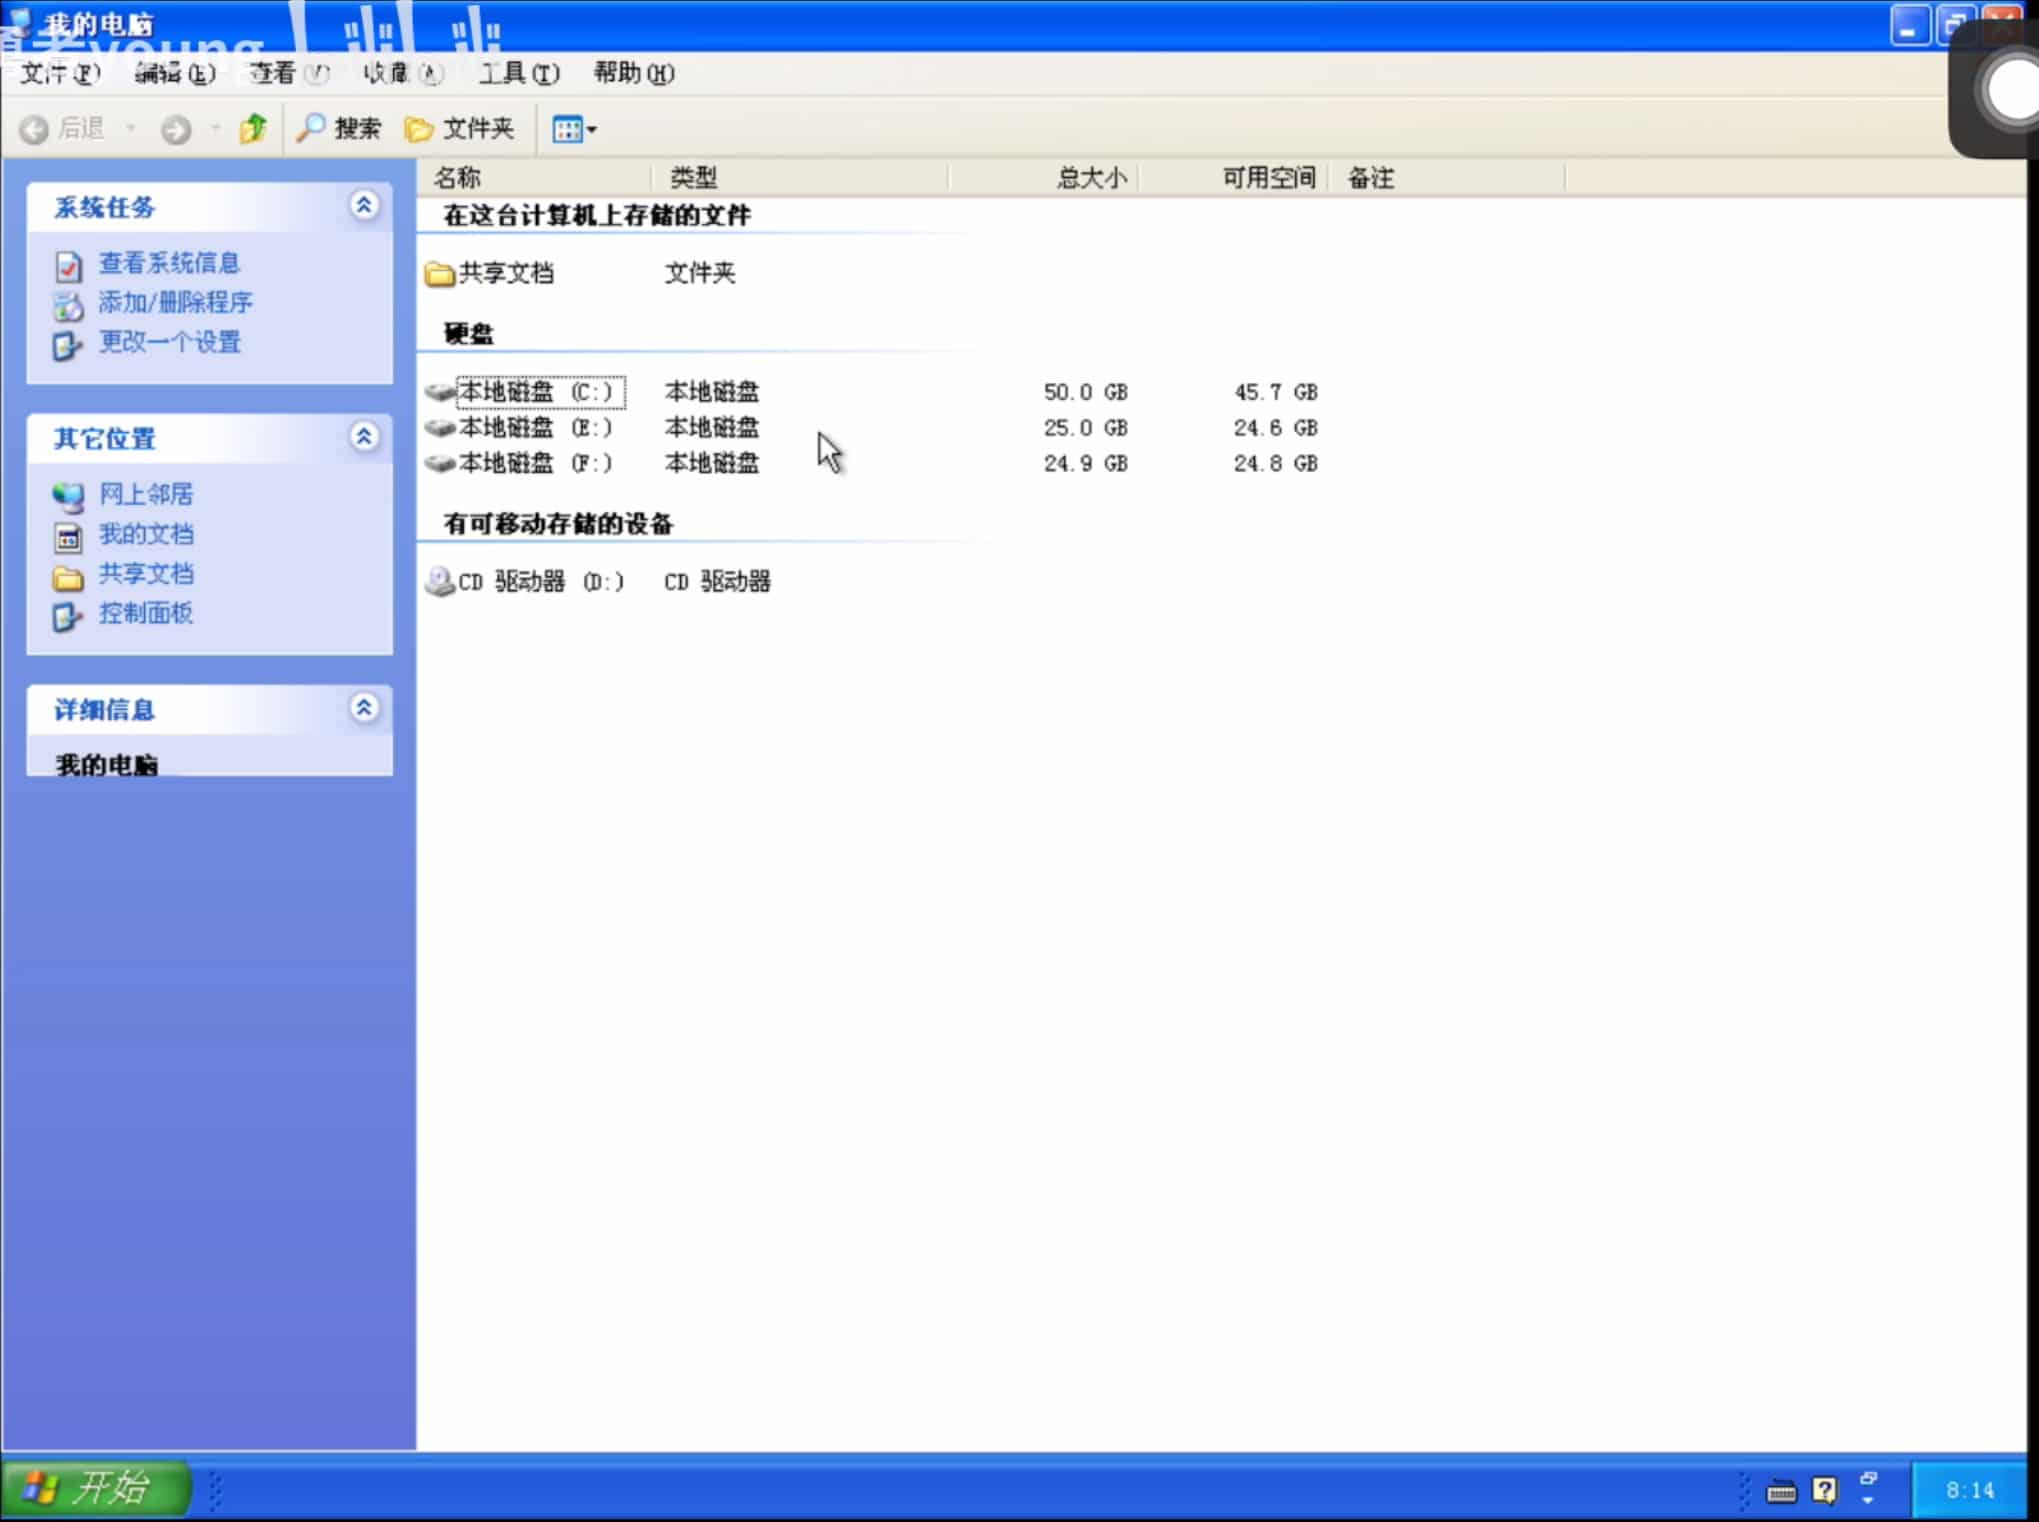 我的电脑
young
文件(F) 编辑(E) 查看(V) 收藏(A) 工具(T) 帮助(H)
后退 搜索 文件夹
名称 类型 总大小 可用空间 备注
系统任务
查看系统信息
添加/删除程序
更改一个设置
其它位置
网上邻居
我的文档
共享文档
控制面板
详细信息
我的电脑
在这台计算机上存储的文件
共享文档 文件夹
硬盘
本地磁盘 (C:) 本地磁盘 50.0 GB 45.7 GB
本地磁盘 (E:) 本地磁盘 25.0 GB 24.6 GB
本地磁盘 (F:) 本地磁盘 24.9 GB 24.8 GB
有可移动存储的设备
CD 驱动器 (D:) CD 驱动器
开始
8:14